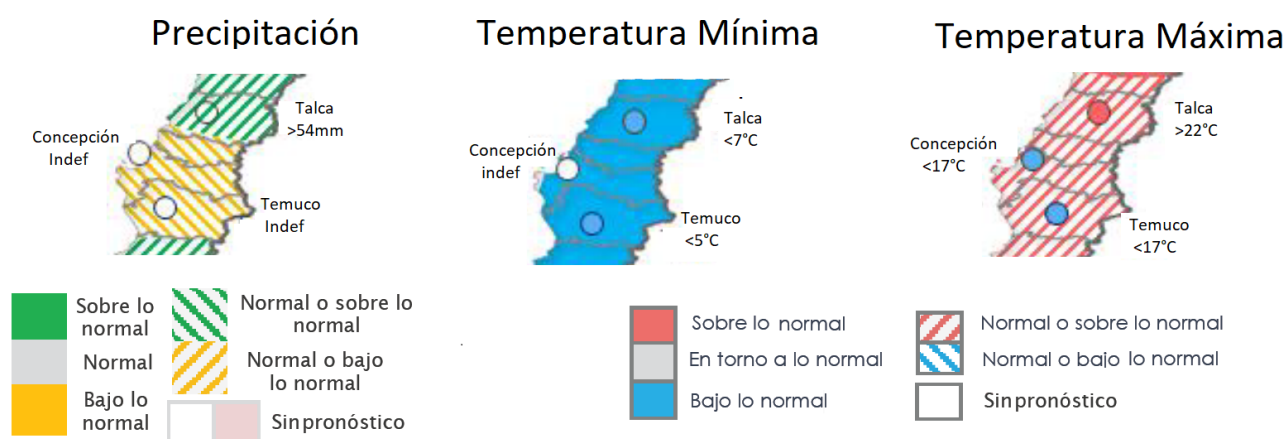 Precipitación
Temperatura Mínima
Temperatura Máxima
Talca
>54mm
Concepción
Indef
Temuco
Indef
Talca
<7°C
Concepción
indef
Temuco
<5°C
Talca
>22°C
Concepción
<17°C
Temuco
<17°C
Sobre lo
normal
Normal
Bajo lo
normal
Normal o sobre lo
normal
Normal o bajo
lo normal
Sin pronóstico
Sobre lo normal
En torno a lo normal
Bajo lo normal
Normal o sobre lo normal
Normal o bajo lo normal
Sin pronóstico